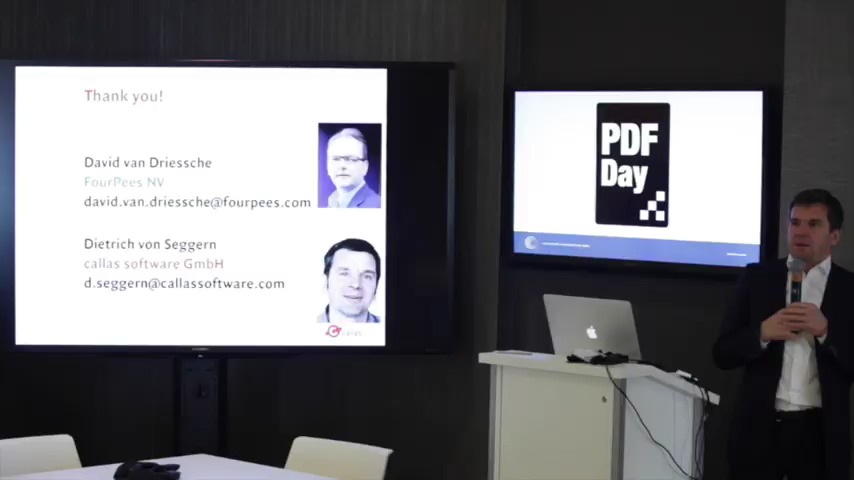 Thank you!
David van Driessche
FourPees NV
david.van.driessche@fourpees.com
Dietrich von Seggern
callas software GmbH
d.seggern@callassoftware.com
PDF
Day